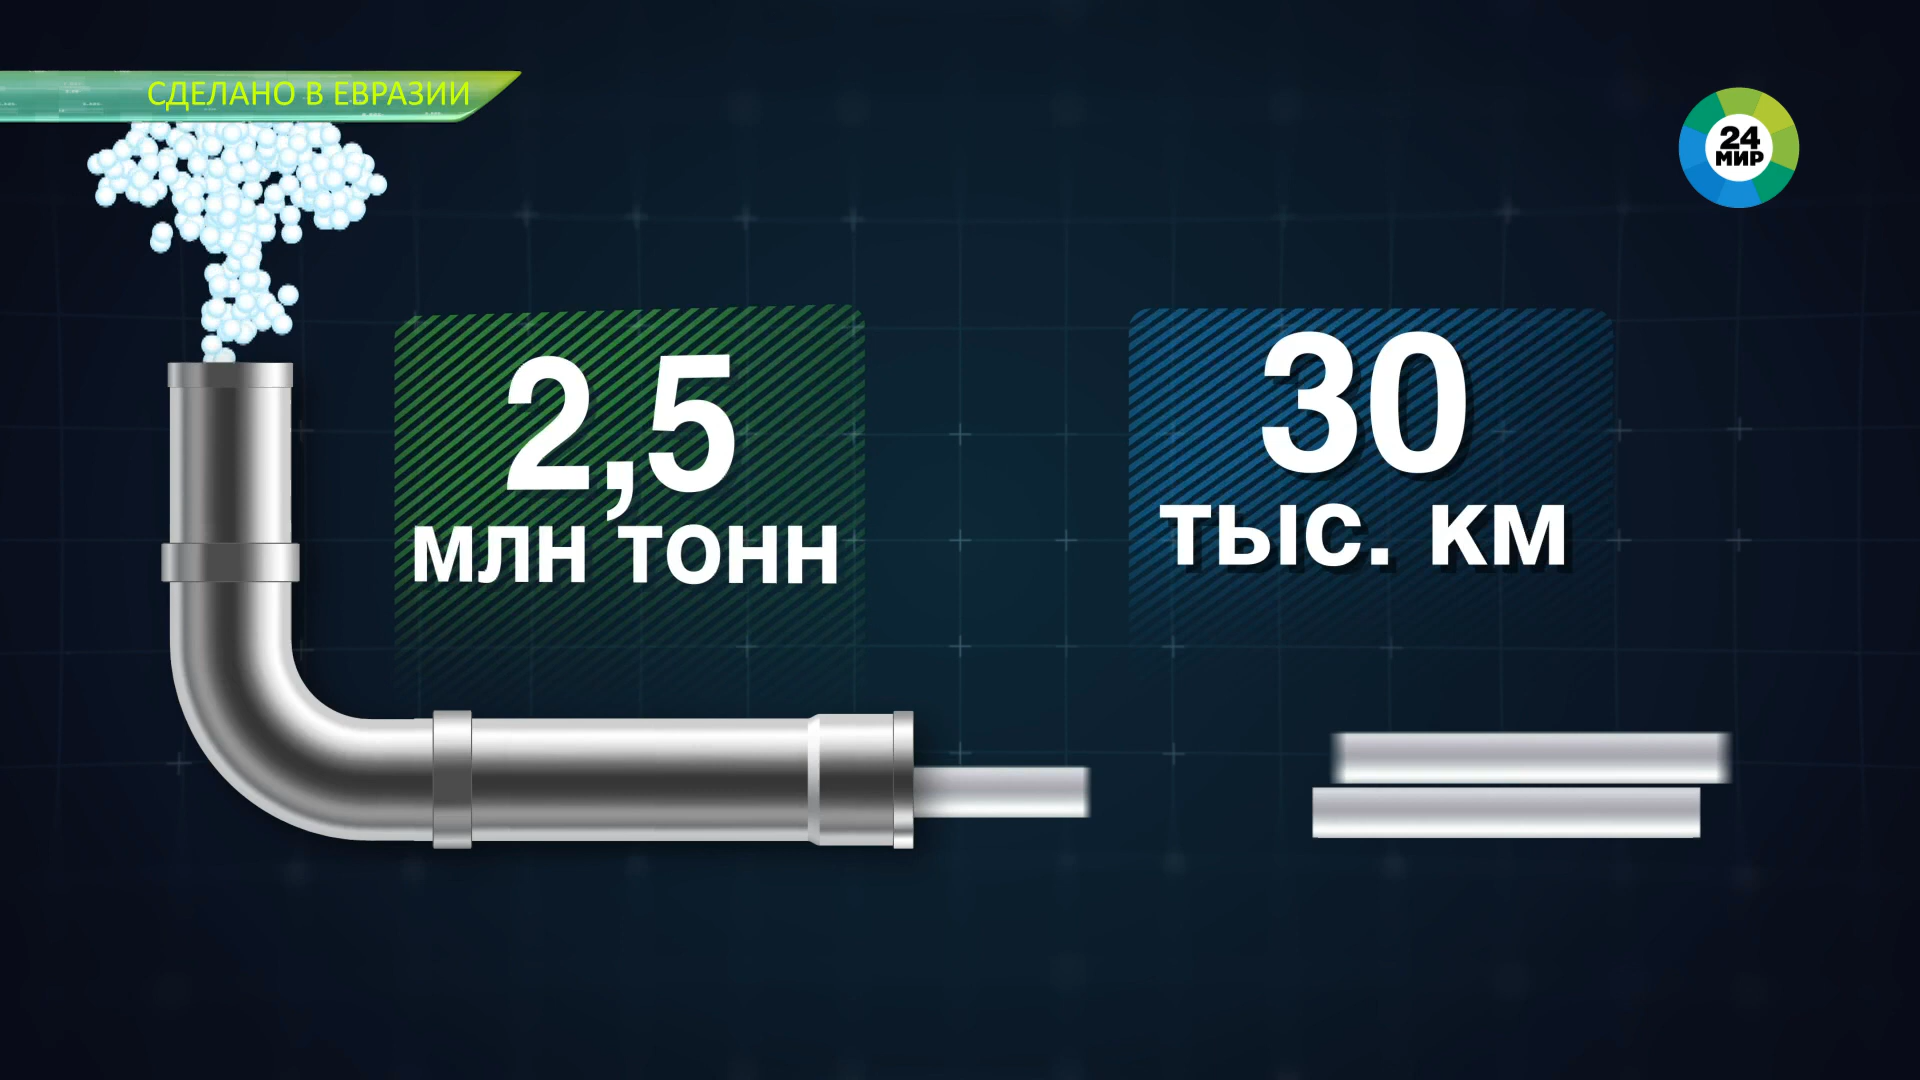 СДЕЛАНО В ЕВРАЗИИ
24
МИР
2,5
МЛН ТОНН
30
ТЫС. КМ